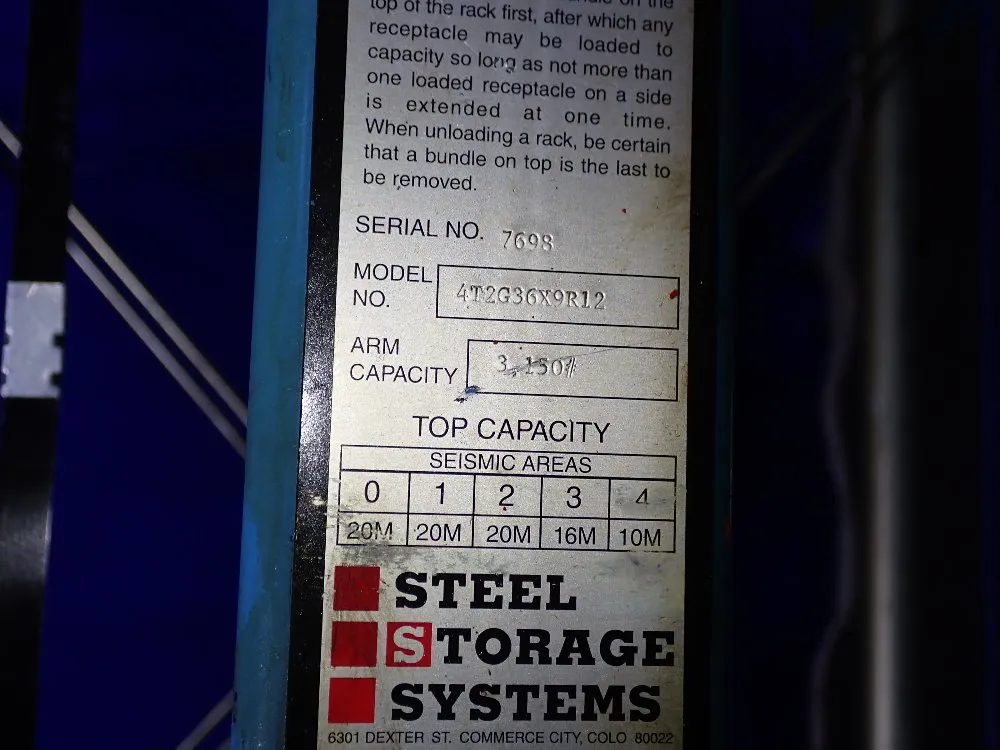 top of the rack first, after which any
receptacle may be loaded to
capacity so long as not more than
one loaded receptacle on a side
is extended at one time.
When unloading a rack, be certain
that a bundle on top is the last to
be removed.
SERIAL NO. 7698
MODEL NO. 4T2G36X9R12
ARM CAPACITY 3,150#
TOP CAPACITY
SEISMIC AREAS
0 1 2 3 4
20M 20M 20M 16M 10M
STEEL
STORAGE
SYSTEMS
6301 DEXTER ST. COMMERCE CITY, COLO 80022